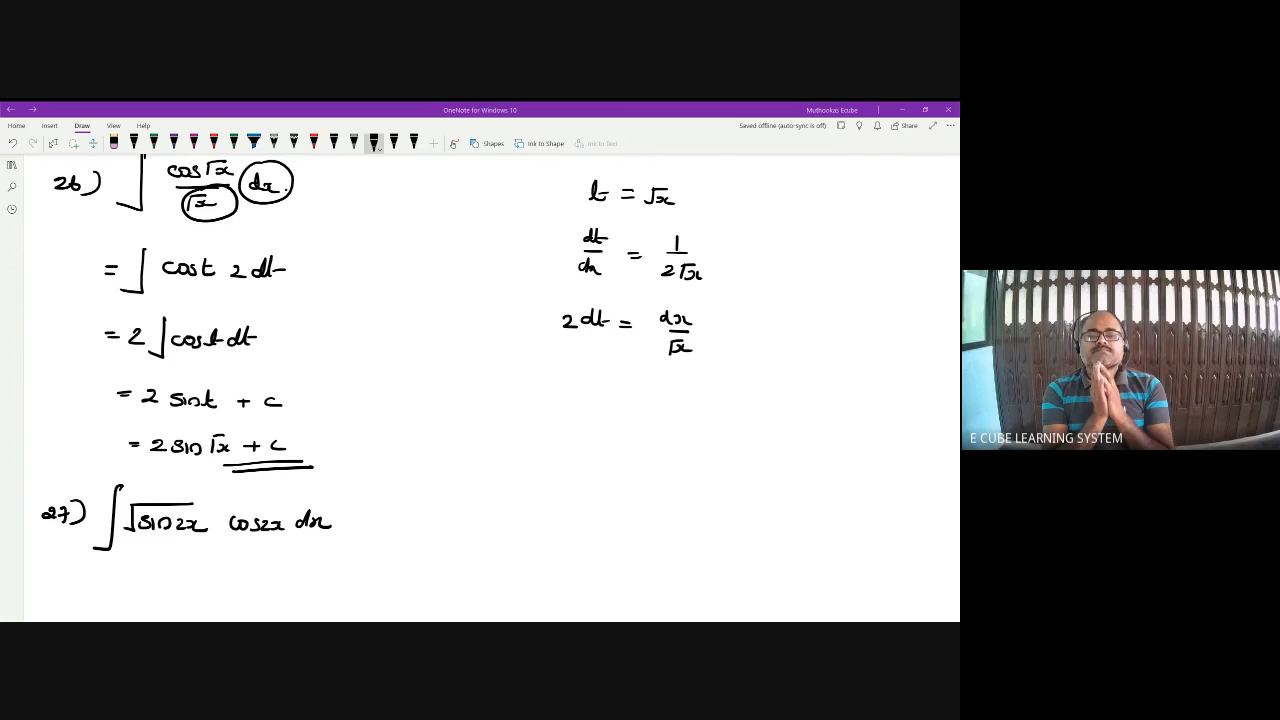 OneNote for Windows 10
Muthookas Ecube
Home Insert Draw View Help
Saved offline (auto-sync is off)
Share
Shapes
Ink to Shape
Ink to Text
26) ∫ cos√x / √x dx.
= ∫ cost 2dt
= 2 ∫ cost dt
= 2 sint + c
= 2 sin√x + c
27) ∫ √sin2x cos2x dx
t = √x
dt/dx = 1/2√x
2dt = dx/√x
E CUBE LEARNING SYSTEM